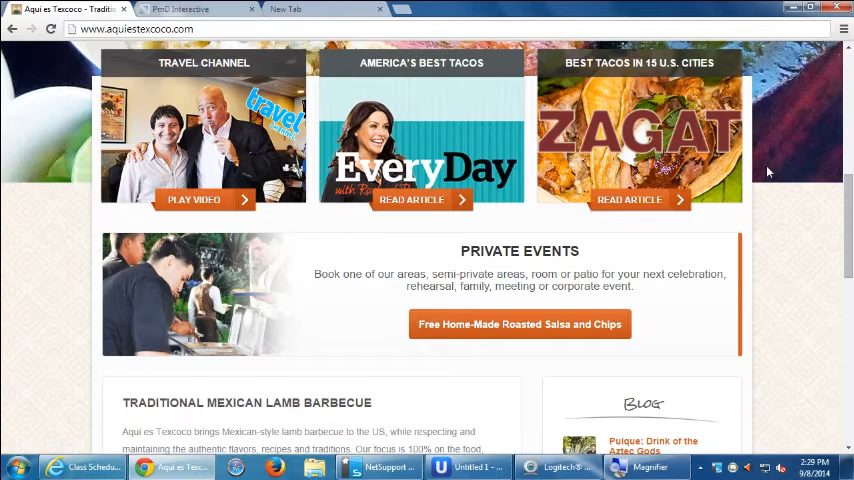 Aqui es Texcoco - Traditio
PmD Interactive
New Tab
www.aquiestexcoco.com
TRAVEL CHANNEL
AMERICA'S BEST TACOS
BEST TACOS IN 15 U.S. CITIES
travel
EveryDay
ZAGAT
PLAY VIDEO
READ ARTICLE
READ ARTICLE
PRIVATE EVENTS
Book one of our areas, semi-private areas, room or patio for your next celebration,
rehearsal, family, meeting or corporate event.
Free Home-Made Roasted Salsa and Chips
TRADITIONAL MEXICAN LAMB BARBECUE
BLOG
Aqui es Texcoco brings Mexican-style lamb barbecue to the US, while respecting and
maintaining the authentic flavors, recipes and traditions. Our focus is 100% on the food,
Pulque: Drink of the
Aztec Gods
Class Schedu...
Aqui es Texc...
NetSupport ...
Untitled 1 - ...
Logitech® ...
Magnifier
2:29 PM
9/8/2014